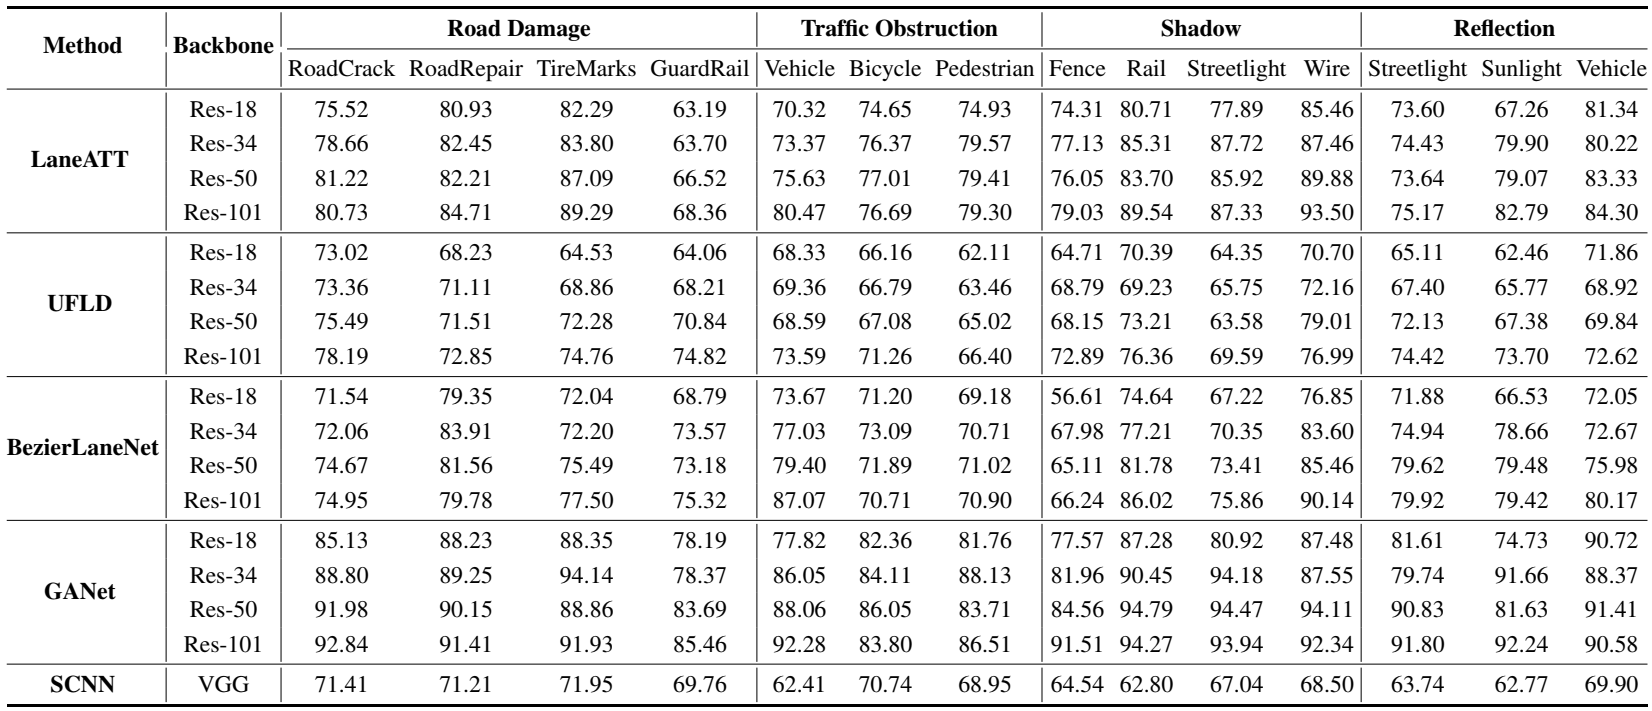 Method Backbone Road Damage Traffic Obstruction Shadow Reflection
RoadCrack RoadRepair TireMarks GuardRail Vehicle Bicycle Pedestrian Fence Rail Streetlight Wire Streetlight Sunlight Vehicle
LaneATT
Res-18 75.52 80.93 82.29 63.19 70.32 74.65 74.93 74.31 80.71 77.89 85.46 73.60 67.26 81.34
Res-34 78.66 82.45 83.80 63.70 73.37 76.37 79.57 77.13 85.31 87.72 87.46 74.43 79.90 80.22
Res-50 81.22 82.21 87.09 66.52 75.63 77.01 79.41 76.05 83.70 85.92 89.88 73.64 79.07 83.33
Res-101 80.73 84.71 89.29 68.36 80.47 76.69 79.30 79.03 89.54 87.33 93.50 75.17 82.79 84.30
UFLD
Res-18 73.02 68.23 64.53 64.06 68.33 66.16 62.11 64.71 70.39 64.35 70.70 65.11 62.46 71.86
Res-34 73.36 71.11 68.86 68.21 69.36 66.79 63.46 68.79 69.23 65.75 72.16 67.40 65.77 68.92
Res-50 75.49 71.51 72.28 70.84 68.59 67.08 65.02 68.15 73.21 63.58 79.01 72.13 67.38 69.84
Res-101 78.19 72.85 74.76 74.82 73.59 71.26 66.40 72.89 76.36 69.59 76.99 74.42 73.70 72.62
BezierLaneNet
Res-18 71.54 79.35 72.04 68.79 73.67 71.20 69.18 56.61 74.64 67.22 76.85 71.88 66.53 72.05
Res-34 72.06 83.91 72.20 73.57 77.03 73.09 70.71 67.98 77.21 70.35 83.60 74.94 78.66 72.67
Res-50 74.67 81.56 75.49 73.18 79.40 71.89 71.02 65.11 81.78 73.41 85.46 79.62 79.48 75.98
Res-101 74.95 79.78 77.50 75.32 87.07 70.71 70.90 66.24 86.02 75.86 90.14 79.92 79.42 80.17
GANet
Res-18 85.13 88.23 88.35 78.19 77.82 82.36 81.76 77.57 87.28 80.92 87.48 81.61 74.73 90.72
Res-34 88.80 89.25 94.14 78.37 86.05 84.11 88.13 81.96 90.45 94.18 87.55 79.74 91.66 88.37
Res-50 91.98 90.15 88.86 83.69 88.06 86.05 83.71 84.56 94.79 94.47 94.11 90.83 81.63 91.41
Res-101 92.84 91.41 91.93 85.46 92.28 83.80 86.51 91.51 94.27 93.94 92.34 91.80 92.24 90.58
SCNN VGG 71.41 71.21 71.95 69.76 62.41 70.74 68.95 64.54 62.80 67.04 68.50 63.74 62.77 69.90